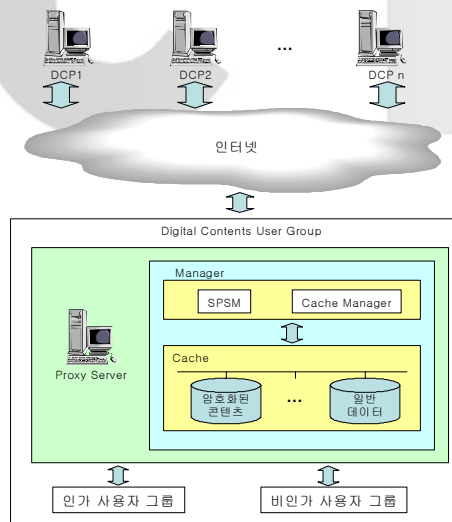 DCP1
DCP2
...
DCP n
인터넷
Digital Contents User Group
Manager
SPSM
Cache Manager
Proxy Server
Cache
암호화된
콘텐츠
...
일반
데이터
인가 사용자 그룹
비인가 사용자 그룹